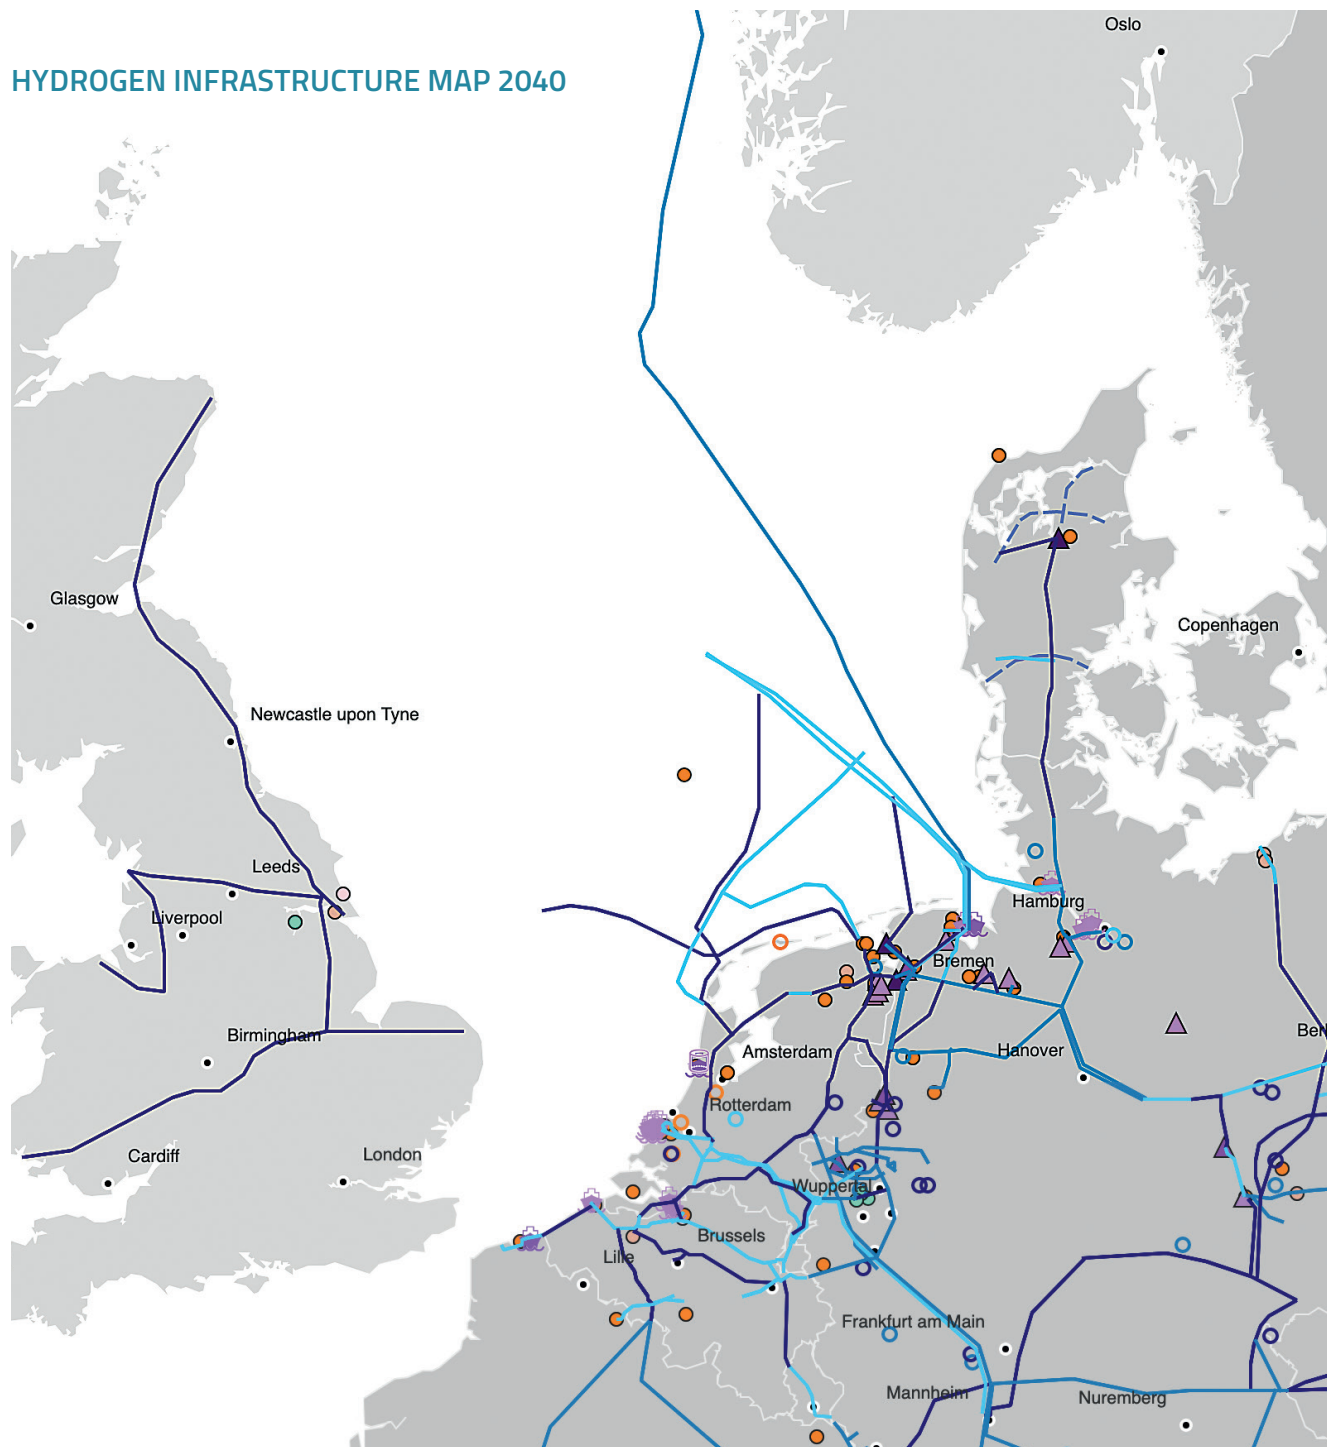 Oslo
HYDROGEN INFRASTRUCTURE MAP 2040
Glasgow
Copenhagen
Newcastle upon Tyne
Leeds
Hamburg
Liverpool
Bremen
Birmingham
Ber
Amsterdam
Hanover
Rotterdam
Cardiff
London
Wuppertal
Brussels
Lille
Frankfurt am Main
Mannheim
Nuremberg